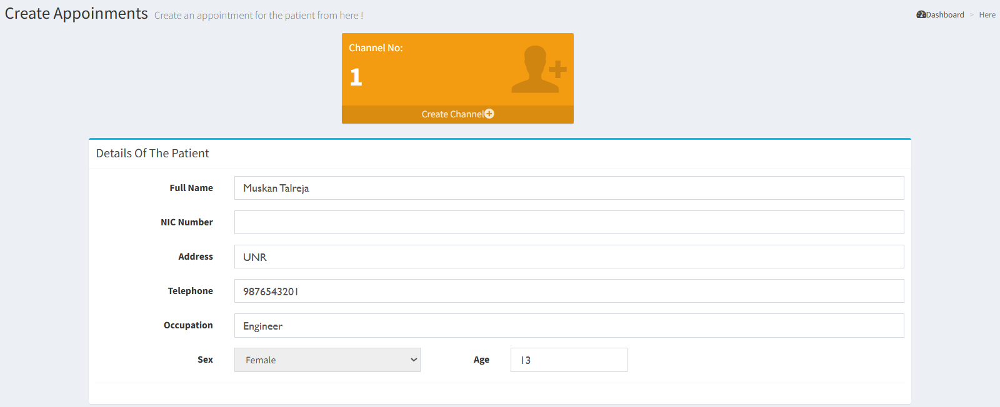 Create Appoinments Create an appointment for the patient from here !
Dashboard > Here
Channel No:
1
Create Channel
Details Of The Patient
Full Name Muskan Talreja
NIC Number
Address UNR
Telephone 9876543201
Occupation Engineer
Sex Female Age 13